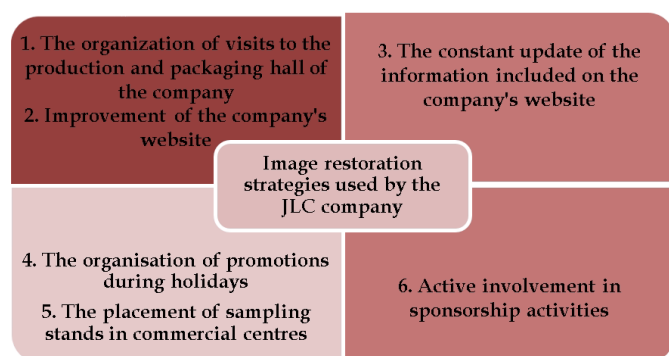 1. The organization of visits to the
production and packaging hall of
the company
2. Improvement of the company's
website
3. The constant update of the
information included on the
company's website
Image restoration
strategies used by the
JLC company
4. The organisation of promotions
during holidays
5. The placement of sampling
stands in commercial centres
6. Active involvement in
sponsorship activities